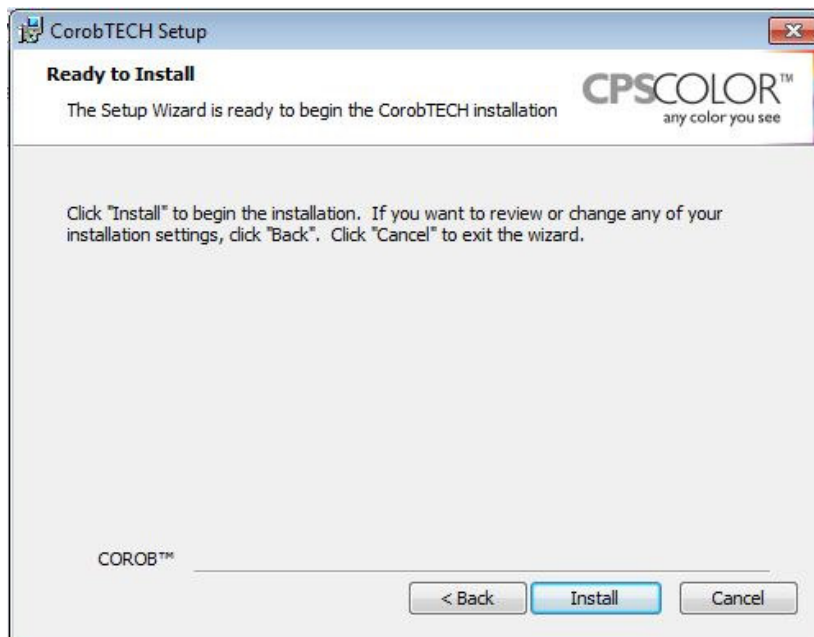 CorobTECH Setup
Ready to Install
The Setup Wizard is ready to begin the CorobTECH installation
CPSCOLOR™
any color you see
Click "Install" to begin the installation.  If you want to review or change any of your
installation settings, click "Back".  Click "Cancel" to exit the wizard.
COROB™
< Back
Install
Cancel